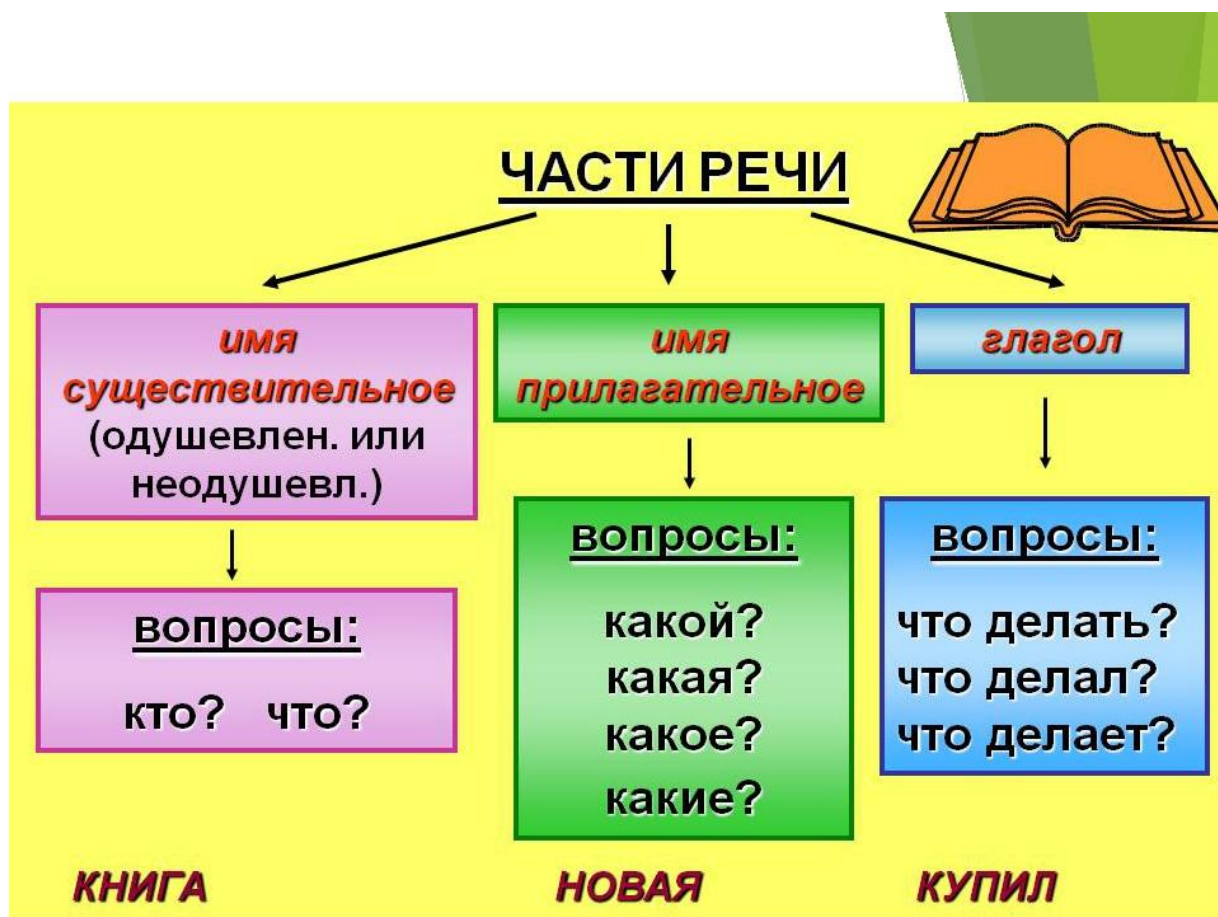 ЧАСТИ РЕЧИ
имя
существительное
(одушевлен. или
неодушевл.)
вопросы:
кто? что?
имя
прилагательное
вопросы:
какой?
какая?
какое?
какие?
глагол
вопросы:
что делать?
что делал?
что делает?
КНИГА
НОВАЯ
КУПИЛ